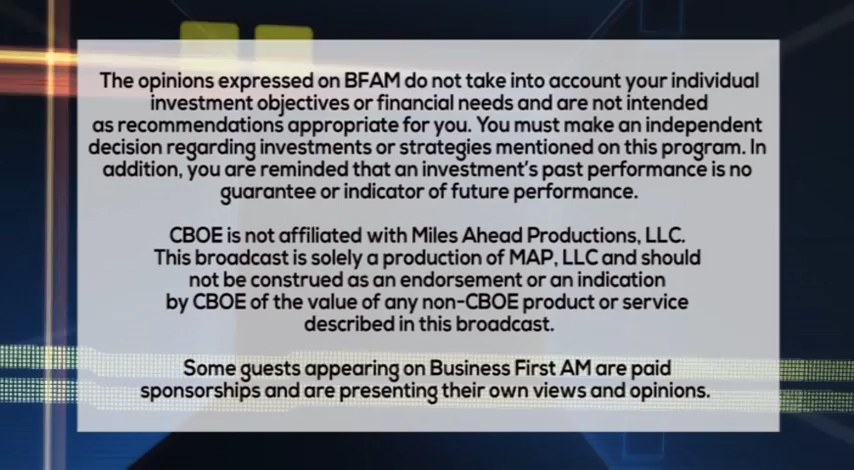 The opinions expressed on BFAM do not take into account your individual
investment objectives or financial needs and are not intended
as recommendations appropriate for you. You must make an independent
decision regarding investments or strategies mentioned on this program. In
addition, you are reminded that an investment's past performance is no
guarantee or indicator of future performance.
CBOE is not affiliated with Miles Ahead Productions, LLC.
This broadcast is solely a production of MAP, LLC and should
not be construed as an endorsement or an indication
by CBOE of the value of any non-CBOE product or service
described in this broadcast.
Some guests appearing on Business First AM are paid
sponsorships and are presenting their own views and opinions.